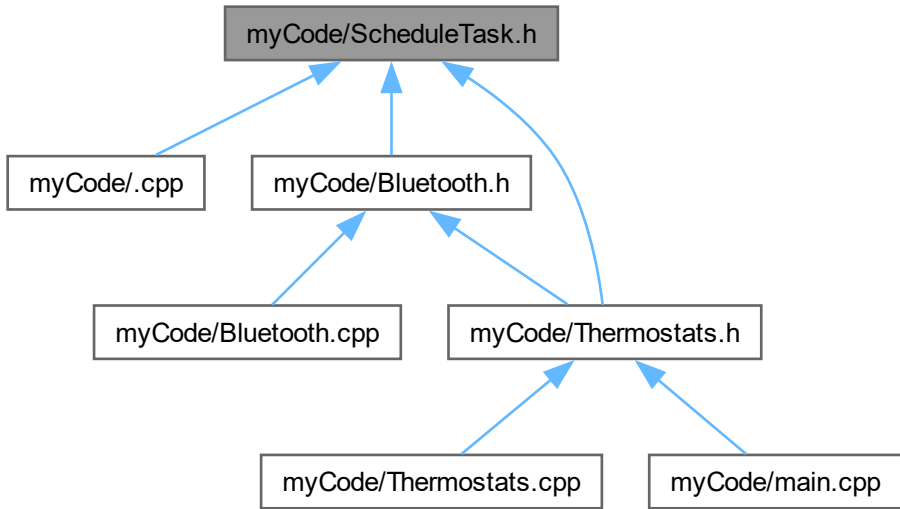 myCode/ScheduleTask.h
myCode/.cpp
myCode/Bluetooth.h
myCode/Bluetooth.cpp
myCode/Thermostats.h
myCode/Thermostats.cpp
myCode/main.cpp